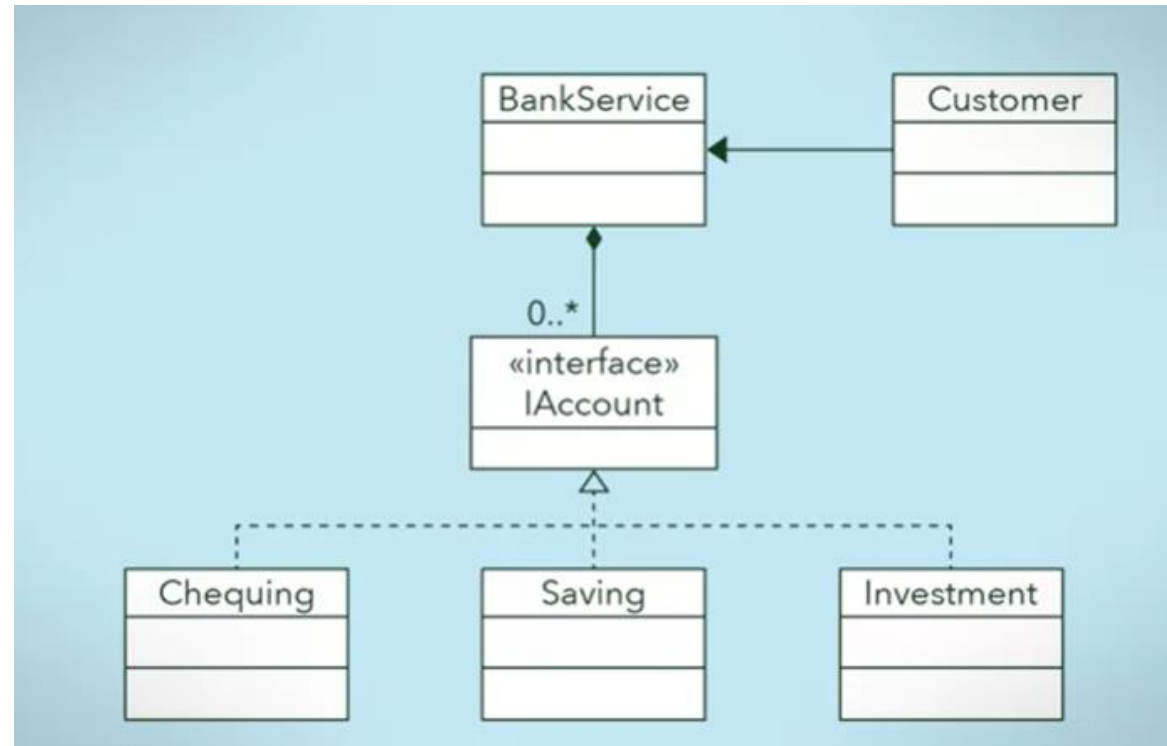 BankService
Customer
0..*
«interface»
IAccount
Chequing
Saving
Investment